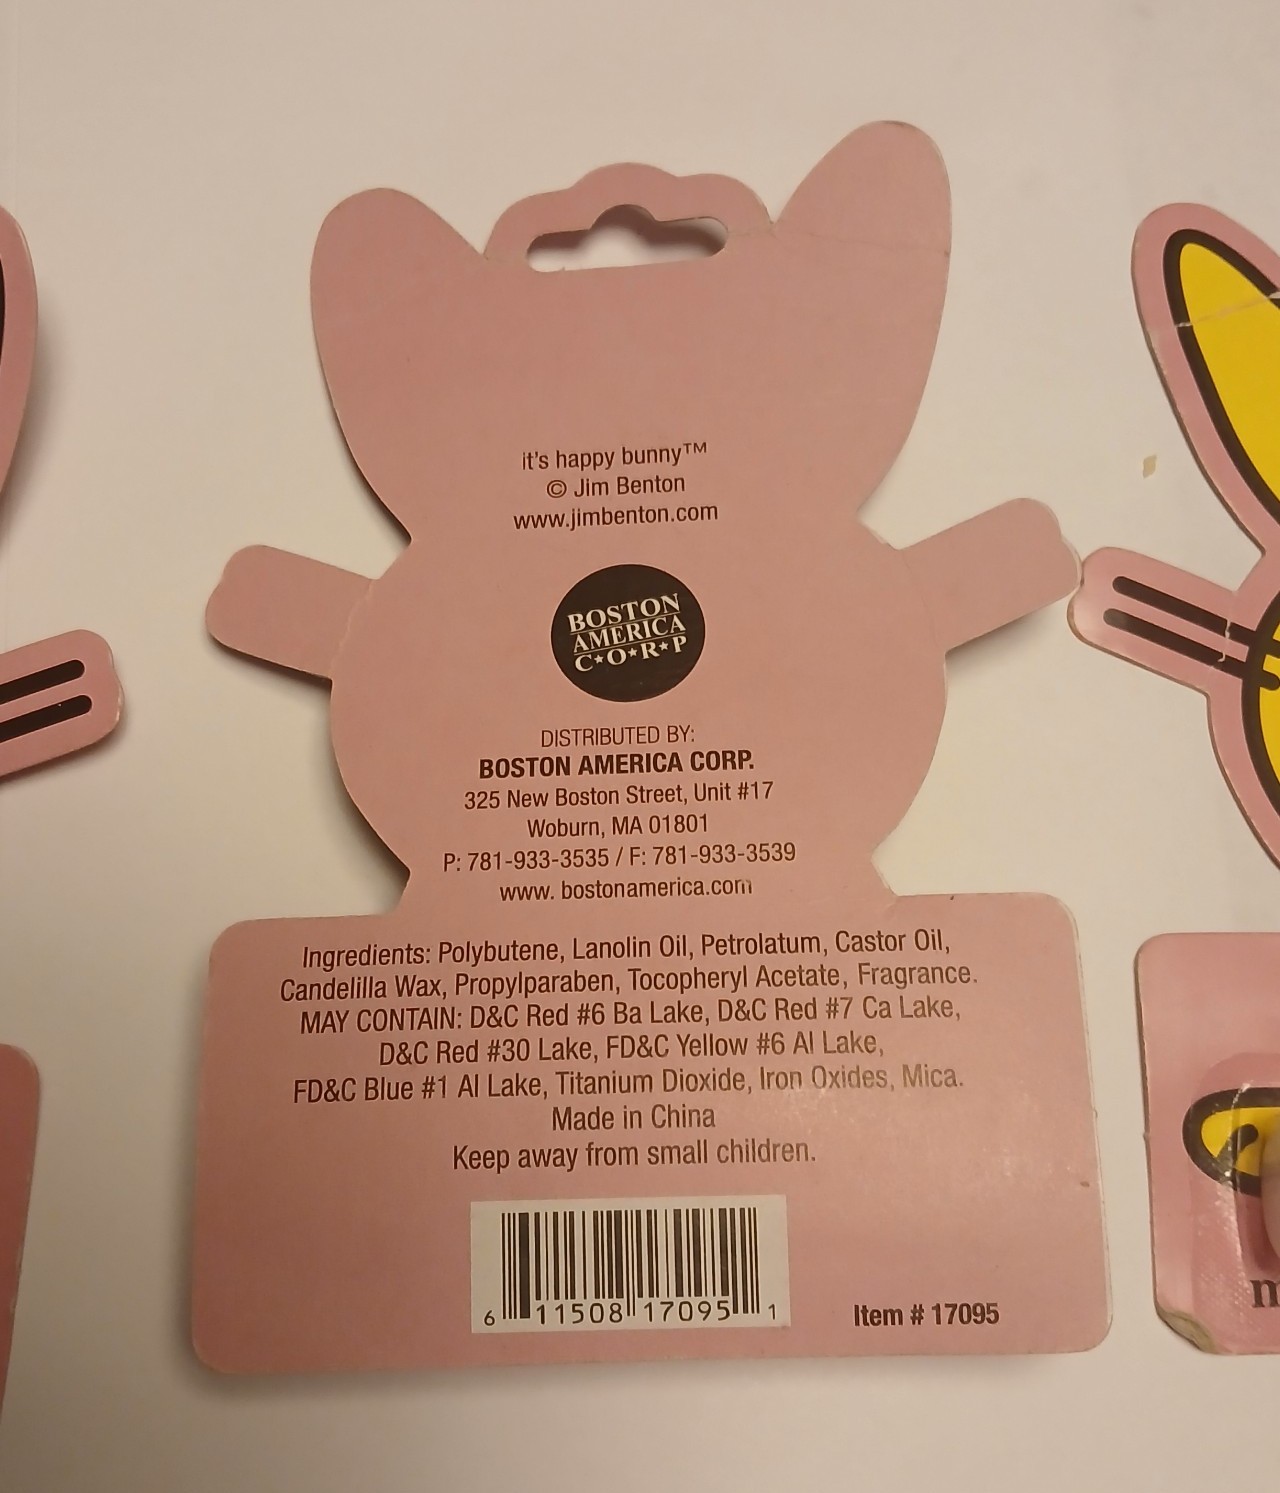 it's happy bunny™
© Jim Benton
www.jimbenton.com
BOSTON
AMERICA
C★O★R★P
DISTRIBUTED BY:
BOSTON AMERICA CORP.
325 New Boston Street, Unit #17
Woburn, MA 01801
P: 781-933-3535 / F: 781-933-3539
www. bostonamerica.com
Ingredients: Polybutene, Lanolin Oil, Petrolatum, Castor Oil,
Candelilla Wax, Propylparaben, Tocopheryl Acetate, Fragrance.
MAY CONTAIN: D&C Red #6 Ba Lake, D&C Red #7 Ca Lake,
D&C Red #30 Lake, FD&C Yellow #6 Al Lake,
FD&C Blue #1 Al Lake, Titanium Dioxide, Iron Oxides, Mica.
Made in China
Keep away from small children.
6 11508 17095 1
Item # 17095